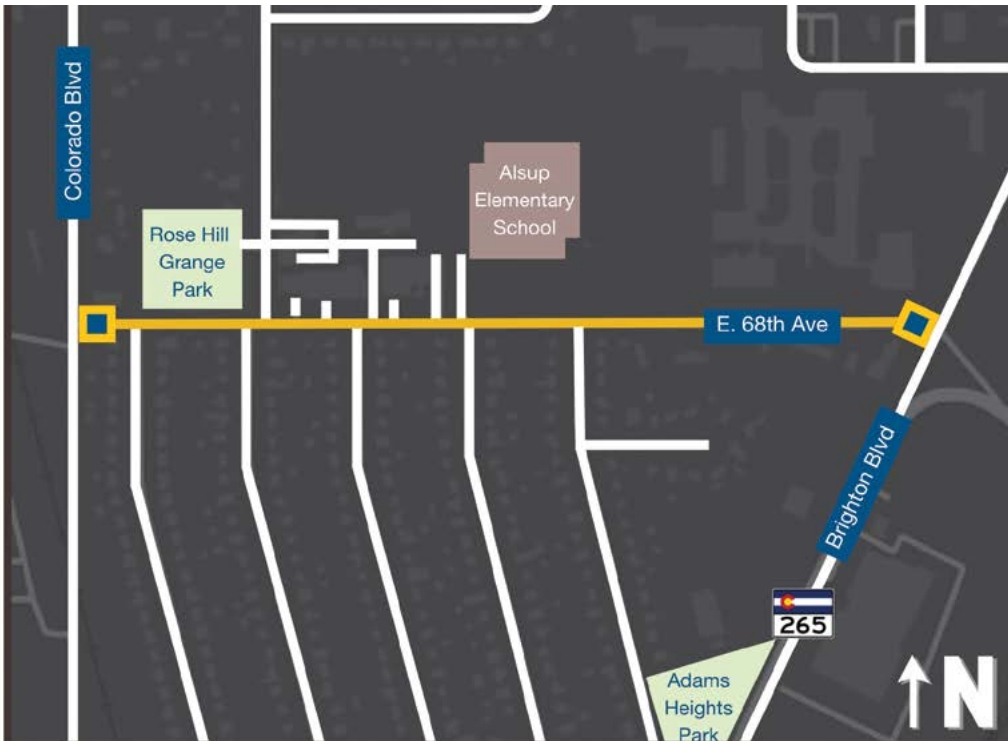 Colorado Blvd
Alsup
Elementary
School
Rose Hill
Grange
Park
E. 68th Ave
Brighton Blvd
265
Adams
Heights
Park
N